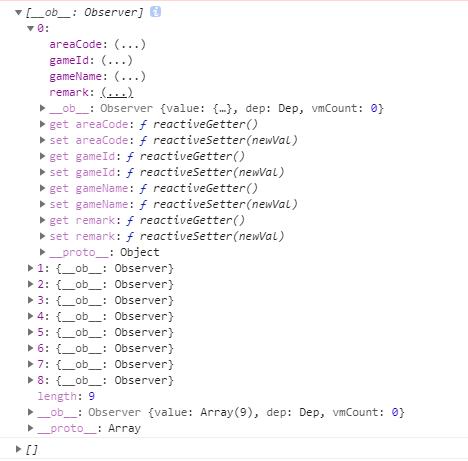 [__ob__: Observer] i
0:
areaCode: (...)
gameId: (...)
gameName: (...)
remark: (...)
__ob__: Observer {value: {…}, dep: Dep, vmCount: 0}
get areaCode: ƒ reactiveGetter()
set areaCode: ƒ reactiveSetter(newVal)
get gameId: ƒ reactiveGetter()
set gameId: ƒ reactiveSetter(newVal)
get gameName: ƒ reactiveGetter()
set gameName: ƒ reactiveSetter(newVal)
get remark: ƒ reactiveGetter()
set remark: ƒ reactiveSetter(newVal)
__proto__: Object
1: {__ob__: Observer}
2: {__ob__: Observer}
3: {__ob__: Observer}
4: {__ob__: Observer}
5: {__ob__: Observer}
6: {__ob__: Observer}
7: {__ob__: Observer}
8: {__ob__: Observer}
length: 9
__ob__: Observer {value: Array(9), dep: Dep, vmCount: 0}
__proto__: Array
[]